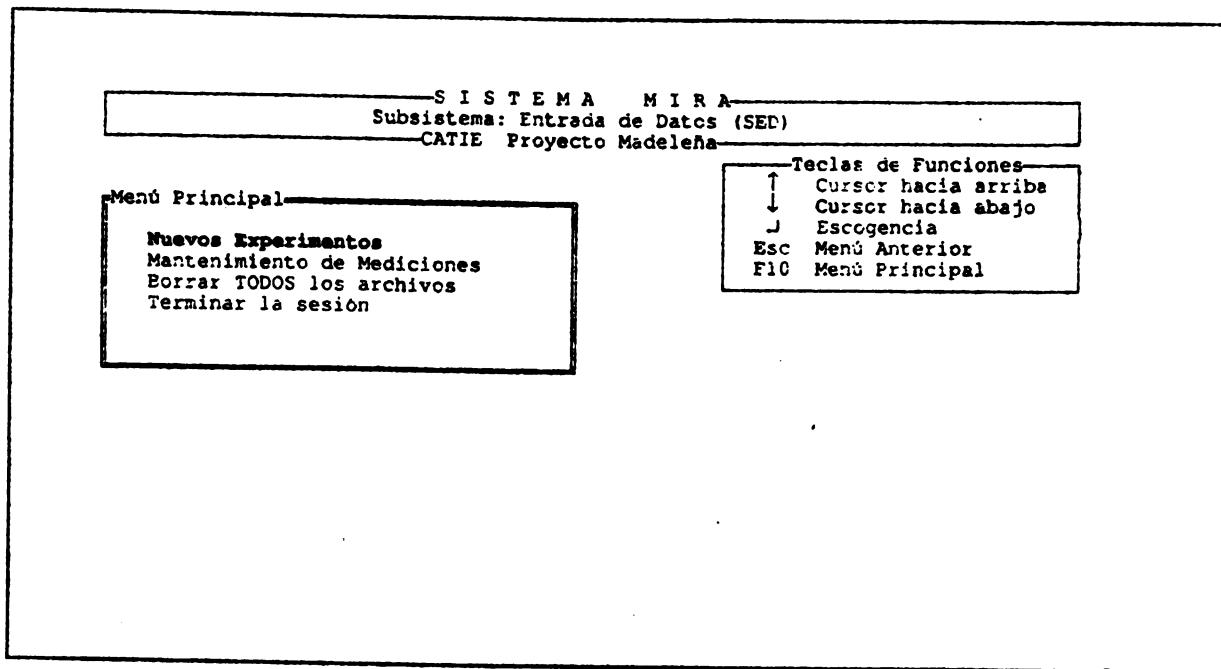 S I S T E M A   M I R A
Subsistema: Entrada de Datos (SED)
CATIE Proyecto Madeleña
Teclas de Funciones
↑ Cursor hacia arriba
↓ Cursor hacia abajo
┘ Escogencia
Esc Menú Anterior
F10 Menú Principal
Menú Principal
Nuevos Experimentos
Mantenimiento de Mediciones
Borrar TODOS los archivos
Terminar la sesión